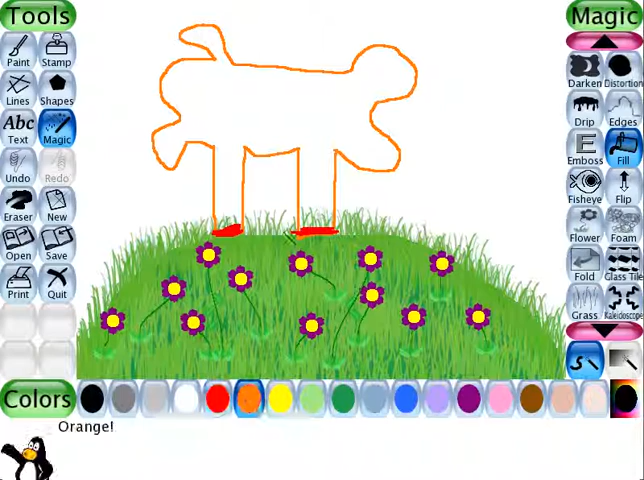 Tools
Magic
Paint
Stamp
Darken
Distortion
Lines
Shapes
Drip
Edges
Abc
Text
Magic
E
Emboss
Fill
Undo
Redo
Fisheye
Flip
Eraser
New
Flower
Foam
Open
Save
Fold
Glass Tile
Print
Quit
Grass
Kaleidoscope
Colors
Orange!